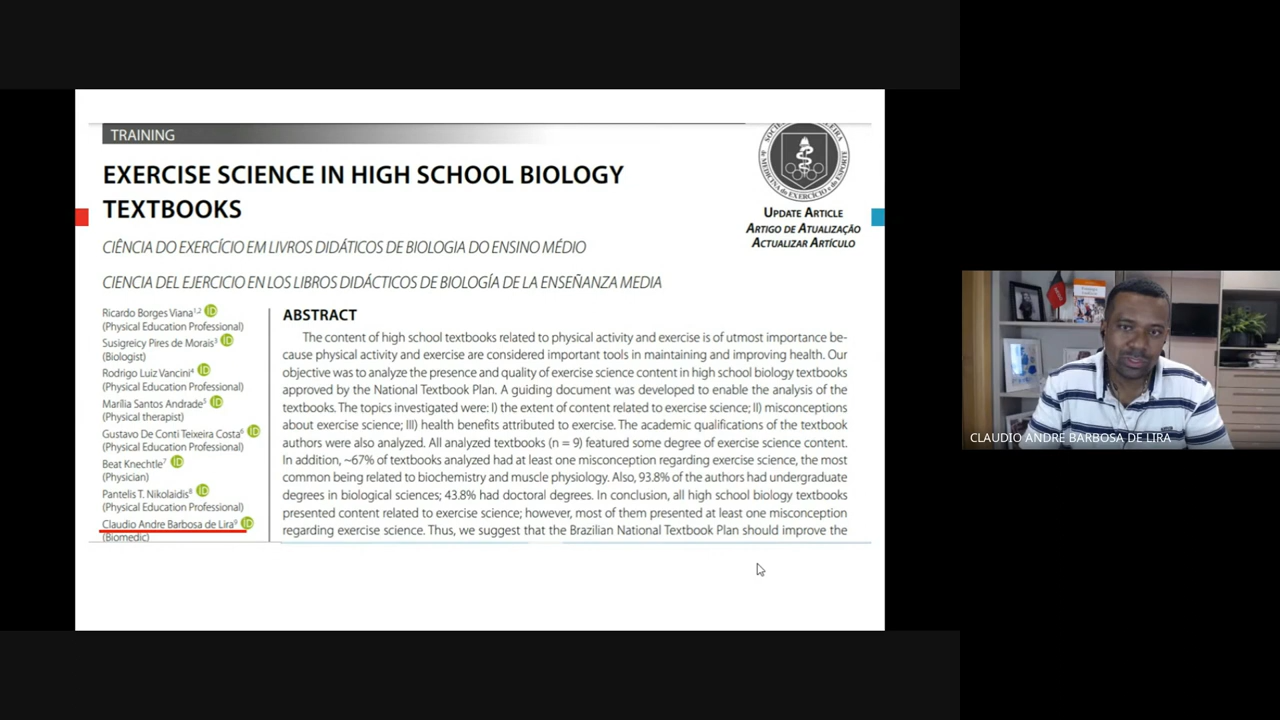 TRAINING
EXERCISE SCIENCE IN HIGH SCHOOL BIOLOGY
TEXTBOOKS
CIÊNCIA DO EXERCÍCIO EM LIVROS DIDÁTICOS DE BIOLOGIA DO ENSINO MÉDIO
CIENCIA DEL EJERCICIO EN LOS LIBROS DIDÁCTICOS DE BIOLOGÍA DE LA ENSEÑANZA MEDIA
de MEDICINA do EXERCÍCIO e do ESPORTE
UPDATE ARTICLE
ARTIGO DE ATUALIZAÇÃO
ACTUALIZAR ARTÍCULO
Ricardo Borges Viana1,2 iD
(Physical Education Professional)
Susigreicy Pires de Morais3 iD
(Biologist)
Rodrigo Luiz Vancini4 iD
(Physical Education Professional)
Marília Santos Andrade5 iD
(Physical therapist)
Gustavo De Conti Teixeira Costa6 iD
(Physical Education Professional)
Beat Knechtle7 iD
(Physician)
Pantelis T. Nikolaidis8 iD
(Physical Education Professional)
Claudio Andre Barbosa de Lira9 iD
(Biomedic)
ABSTRACT
The content of high school textbooks related to physical activity and exercise is of utmost importance be-
cause physical activity and exercise are considered important tools in maintaining and improving health. Our
objective was to analyze the presence and quality of exercise science content in high school biology textbooks
approved by the National Textbook Plan. A guiding document was developed to enable the analysis of the
textbooks. The topics investigated were: I) the extent of content related to exercise science; II) misconceptions
about exercise science; III) health benefits attributed to exercise. The academic qualifications of the textbook
authors were also analyzed. All analyzed textbooks (n = 9) featured some degree of exercise science content.
In addition, ~67% of textbooks analyzed had at least one misconception regarding exercise science, the most
common being related to biochemistry and muscle physiology. Also, 93.8% of the authors had undergraduate
degrees in biological sciences; 43.8% had doctoral degrees. In conclusion, all high school biology textbooks
presented content related to exercise science; however, most of them presented at least one misconception
regarding exercise science. Thus, we suggest that the Brazilian National Textbook Plan should improve the
CLAUDIO ANDRE BARBOSA DE LIRA